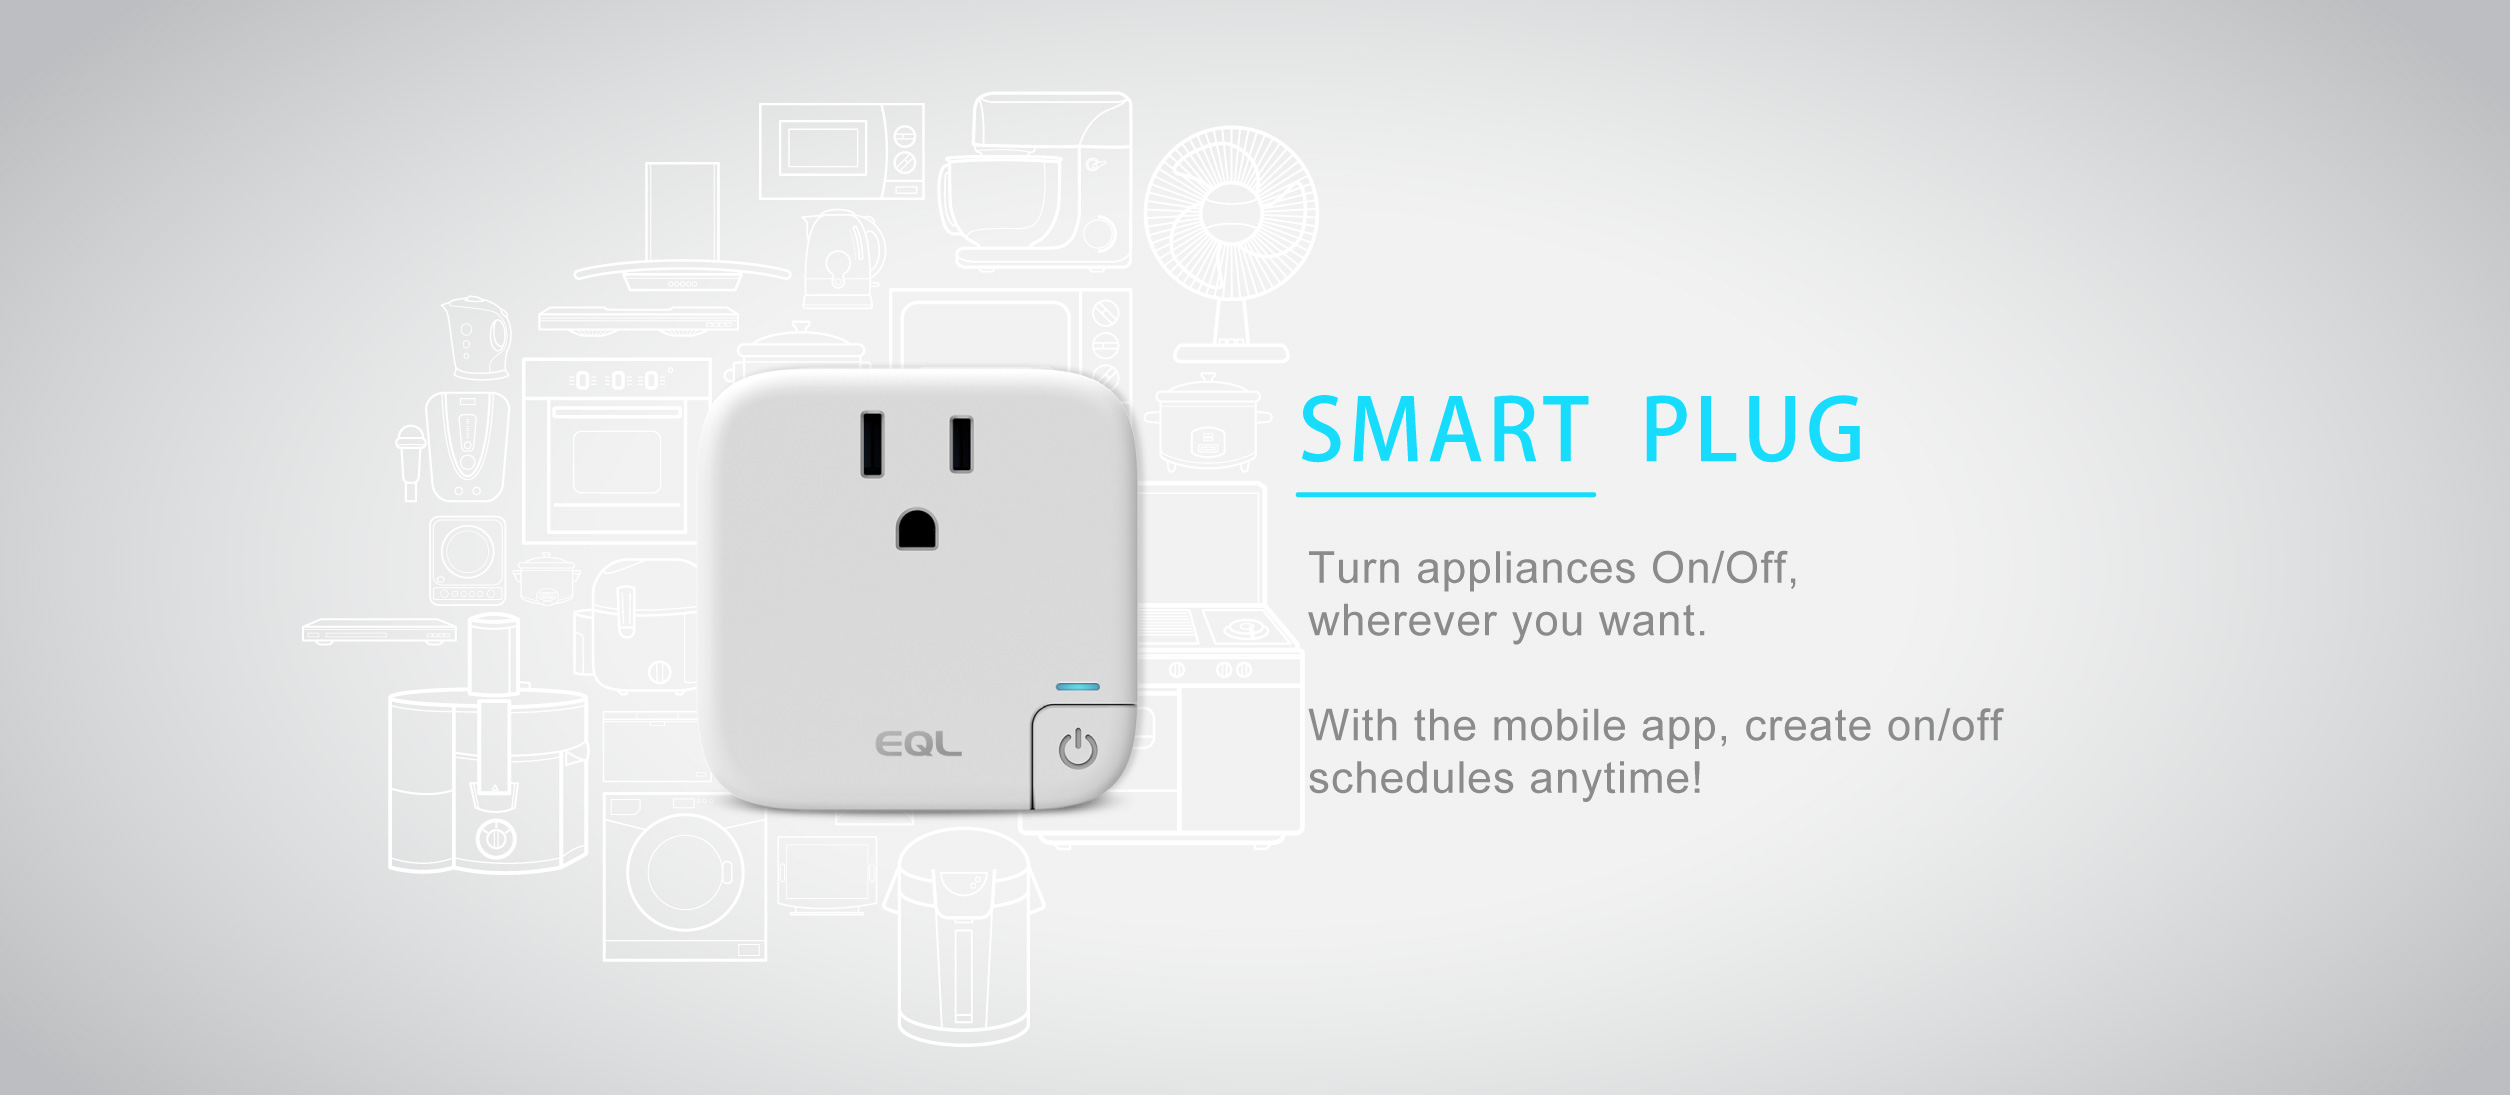 SMART PLUG
Turn appliances On/Off,
wherever you want.
With the mobile app, create on/off
schedules anytime!
EQL